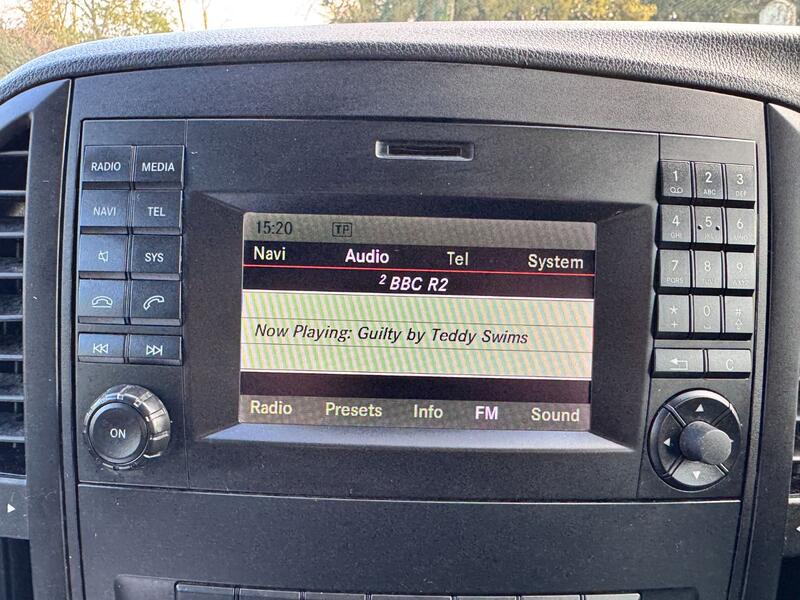 RADIO MEDIA
NAVI TEL
SYS
ON
15:20 TP
Navi Audio Tel System
2 BBC R2
Now Playing: Guilty by Teddy Swims
Radio Presets Info FM Sound
1 2 ABC 3 DEF
4 GHI 5 JKL 6 MNO
7 PQRS 8 TUV 9 WXYZ
* + 0 #
C